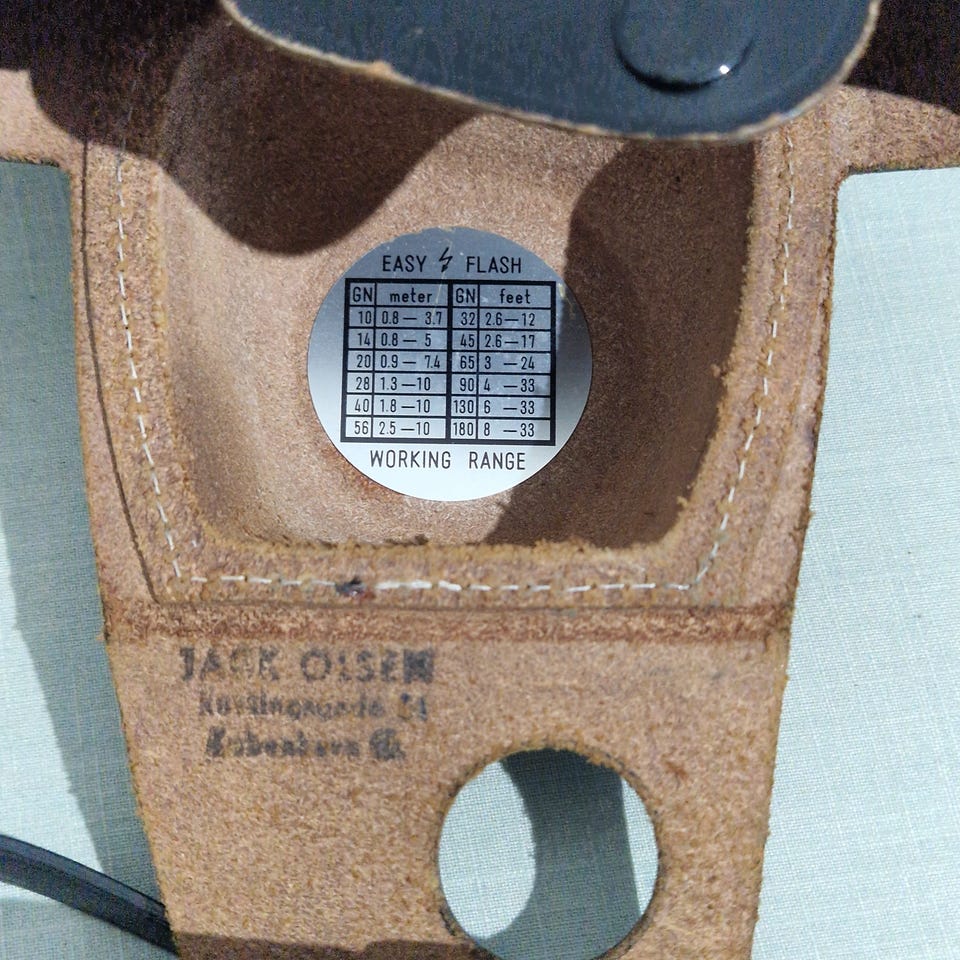 EASY FLASH
GN meter GN feet
10 0.8 — 3.7 32 2.6 — 12
14 0.8 — 5 45 2.6 — 17
20 0.9 — 7.4 65 3 — 24
28 1.3 — 10 90 4 — 33
40 1.8 — 10 130 6 — 33
56 2.5 — 10 180 8 — 33
WORKING RANGE
JACK OLSEN
København